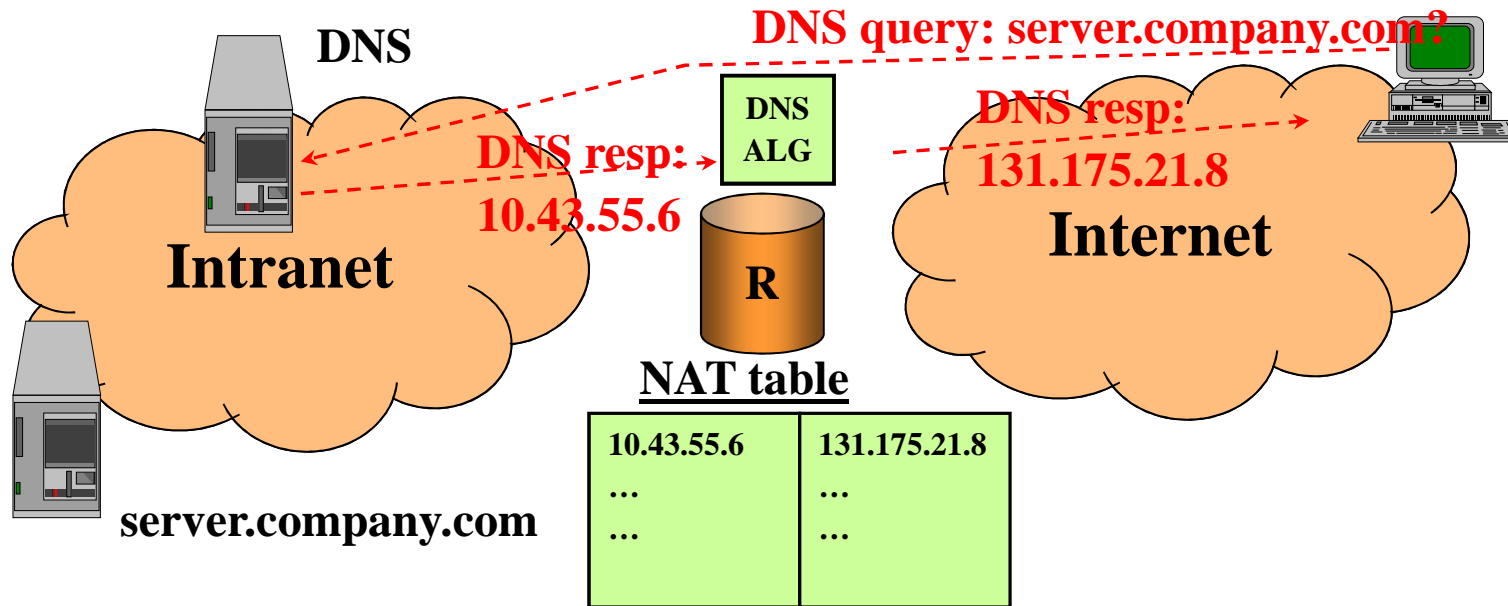 DNS query: server.company.com?
DNS
DNS
ALG
DNS resp:
131.175.21.8
DNS resp:
10.43.55.6
Intranet
R
Internet
NAT table
10.43.55.6 131.175.21.8
… …
… …
server.company.com